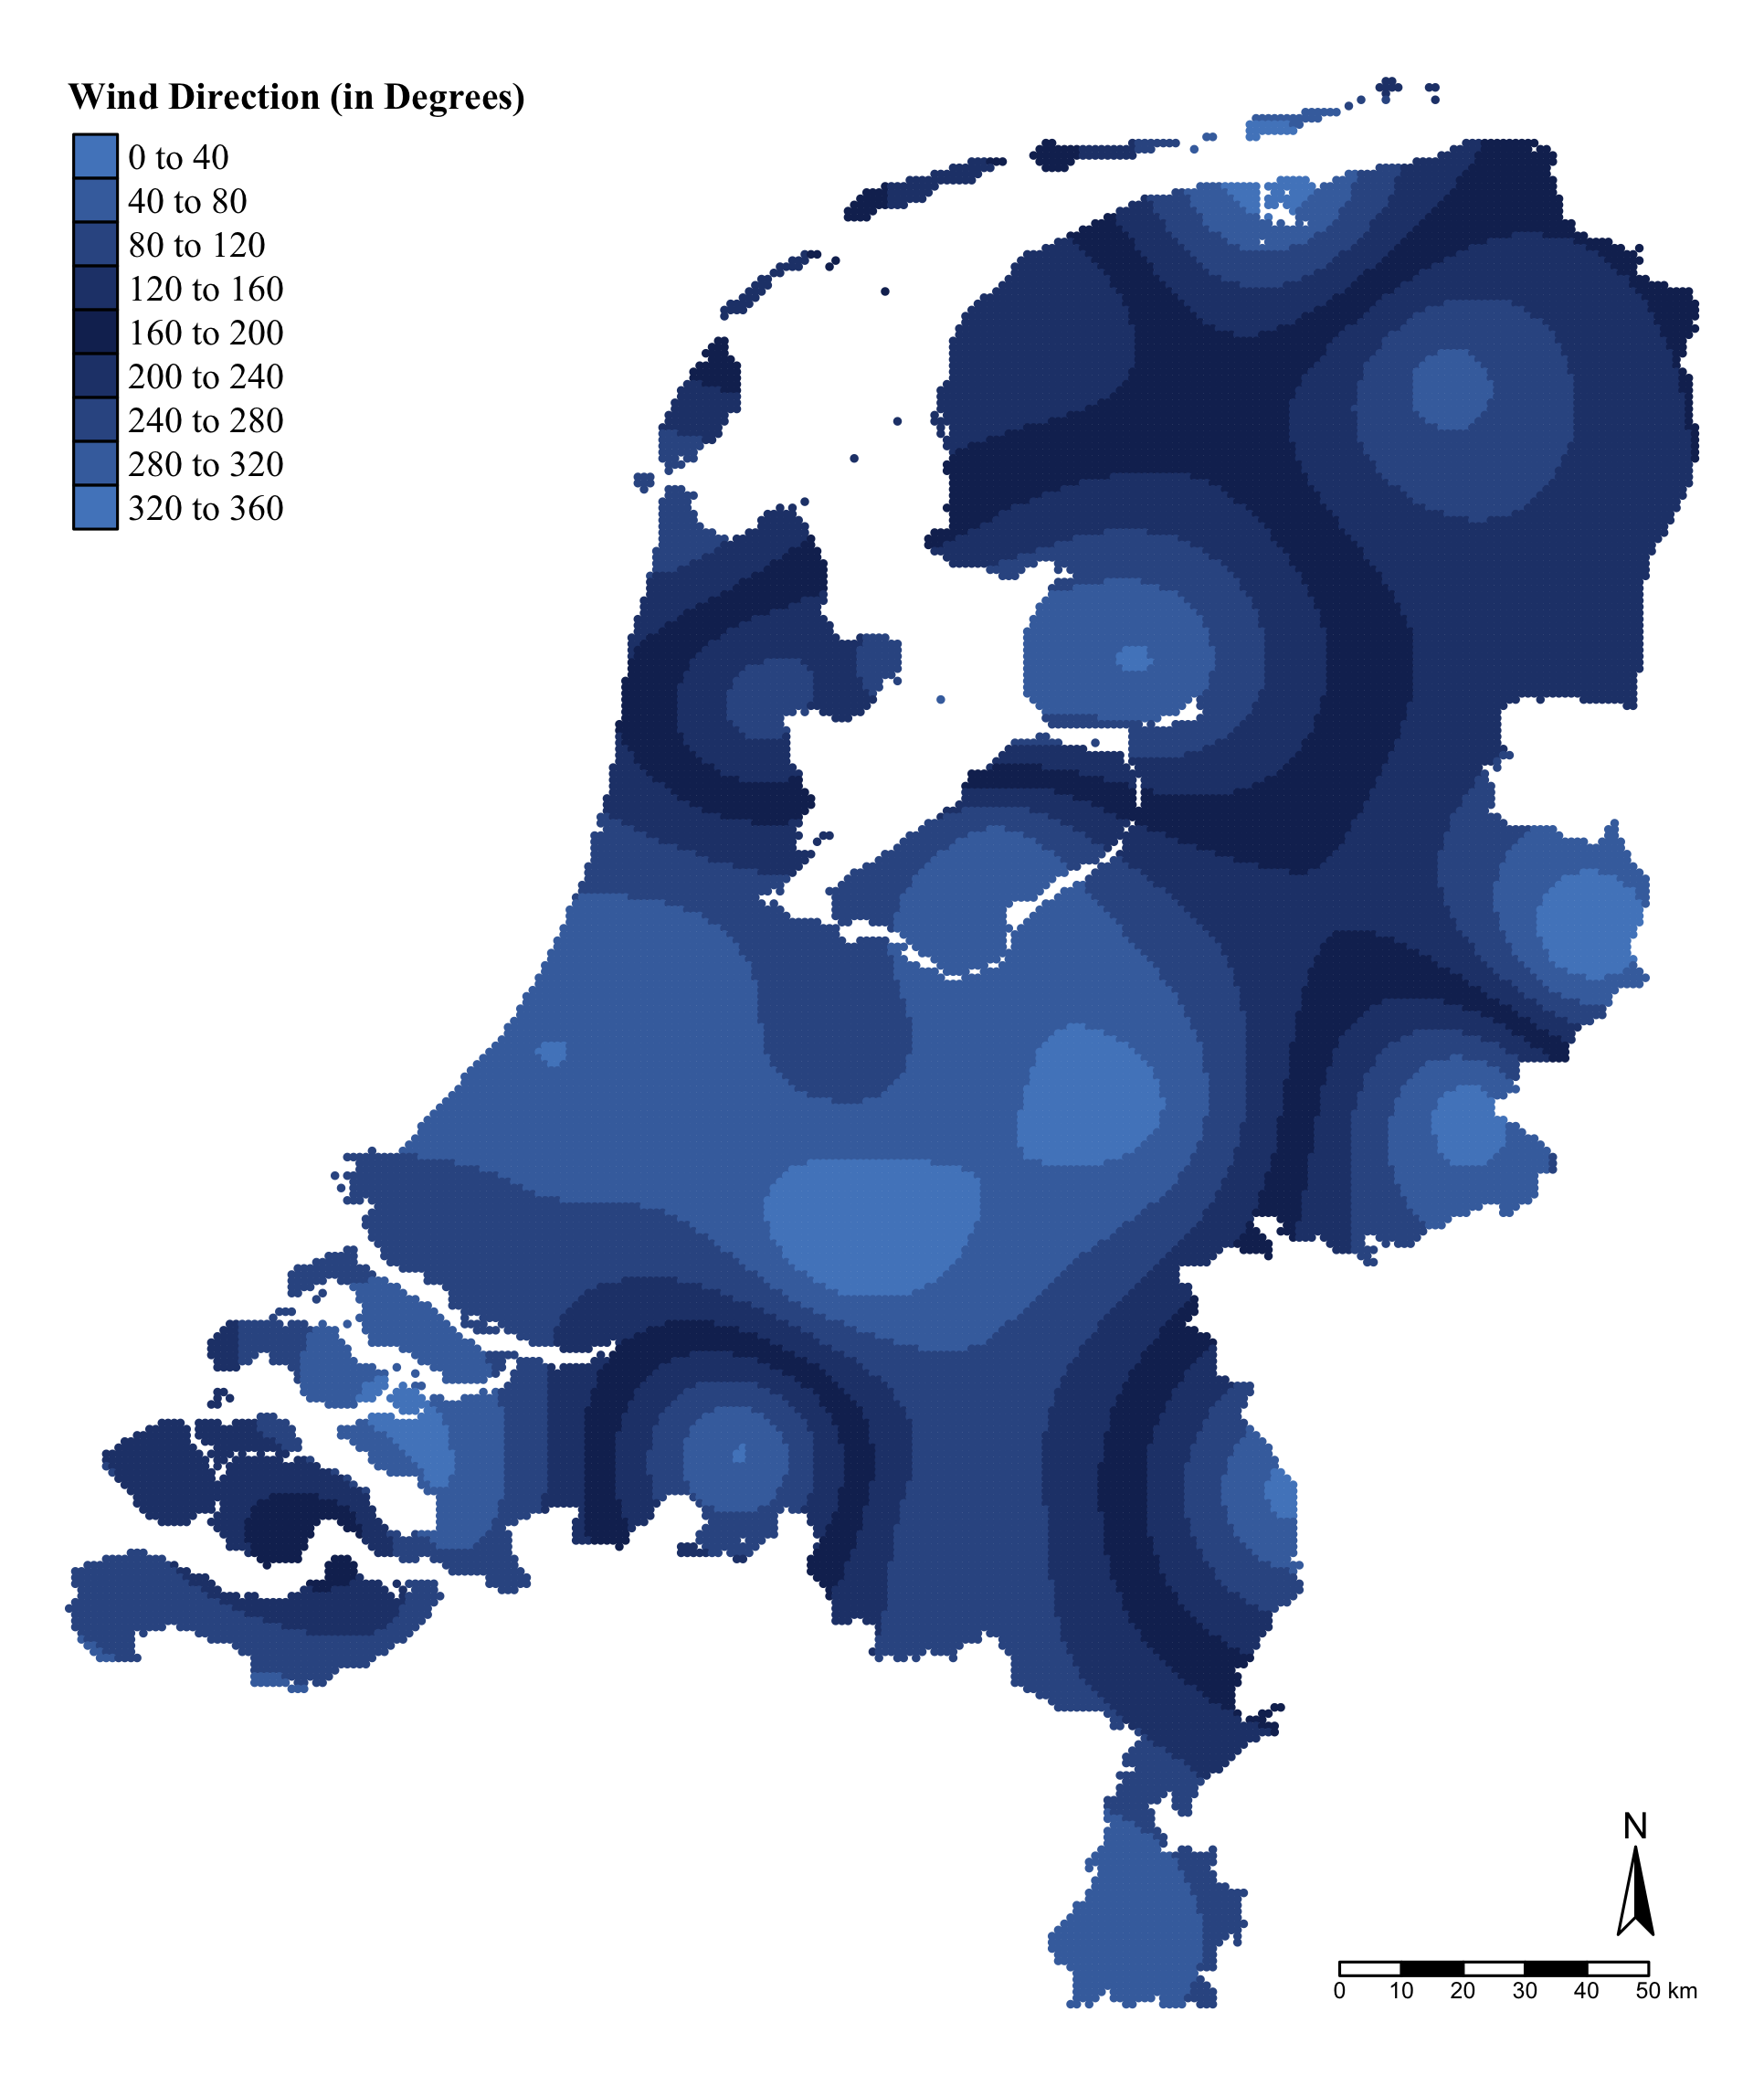 Wind Direction (in Degrees)
0 to 40
40 to 80
80 to 120
120 to 160
160 to 200
200 to 240
240 to 280
280 to 320
320 to 360
N
0 10 20 30 40 50 km